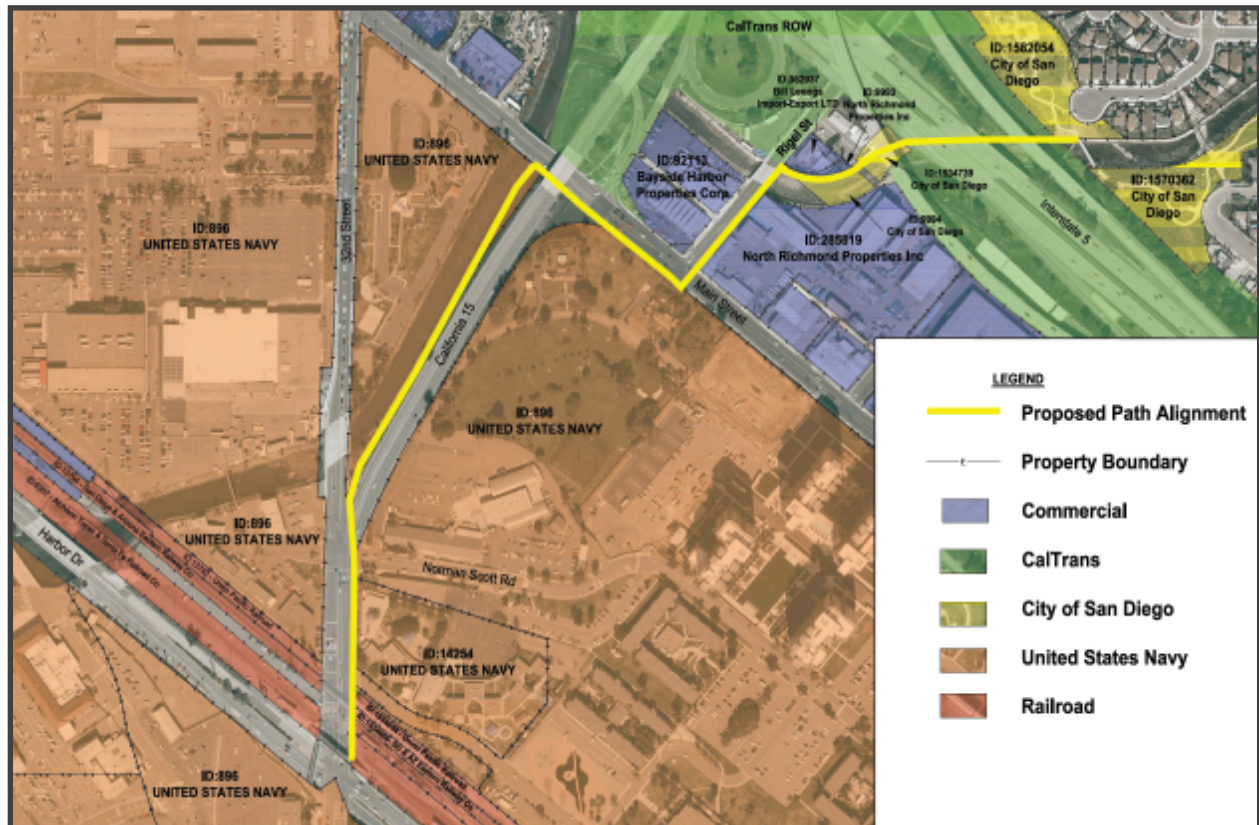 CalTrans ROW
ID:1582054
City of San
Diego
Bill
Import-Export LTD
ID:9993
North Richmond
Properties Inc
Rigel St
ID:896
UNITED STATES NAVY
ID:92113
Bayside Harbor
Properties Corp.
City of San Diego
ID:1570362
City of San
Diego
ID:9994
City of San Diego
Interstate 5
ID:896
UNITED STATES NAVY
32nd Street
ID:285819
North Richmond Properties Inc
Main Street
California 15
ID:896
UNITED STATES NAVY
ID:896
UNITED STATES NAVY
Harbor Dr
Norman Scott Rd
ID:14254
UNITED STATES NAVY
ID:896
UNITED STATES NAVY
LEGEND
Proposed Path Alignment
Property Boundary
Commercial
CalTrans
City of San Diego
United States Navy
Railroad